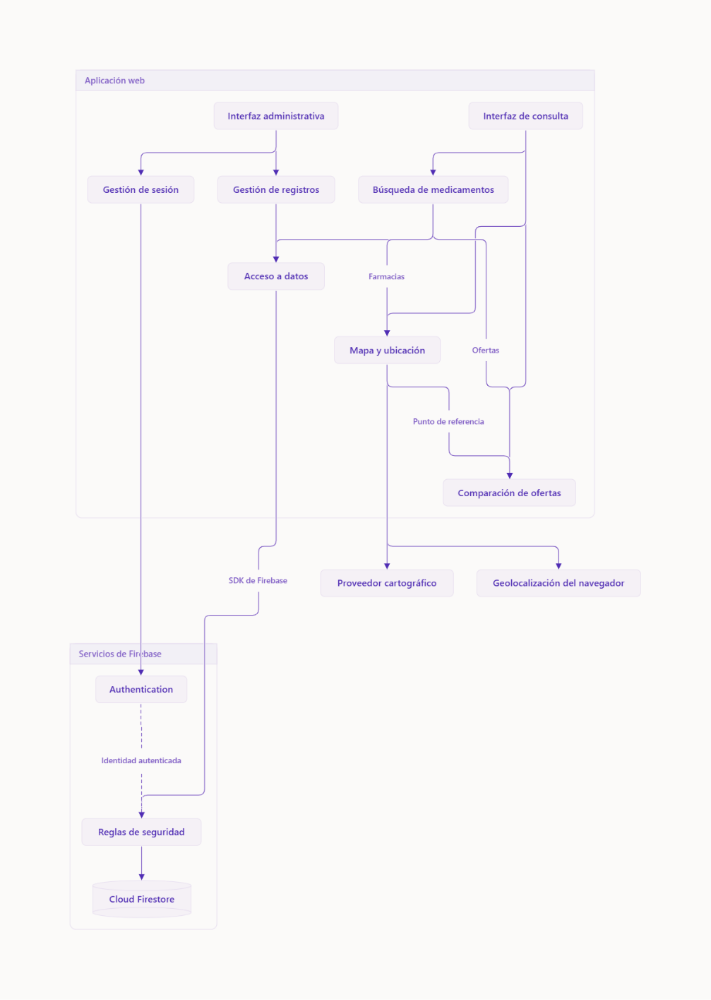 Aplicación web
Interfaz administrativa
Interfaz de consulta
Gestión de sesión
Gestión de registros
Búsqueda de medicamentos
Acceso a datos
Farmacias
Mapa y ubicación
Ofertas
Punto de referencia
Comparación de ofertas
SDK de Firebase
Proveedor cartográfico
Geolocalización del navegador
Servicios de Firebase
Authentication
Identidad autenticada
Reglas de seguridad
Cloud Firestore